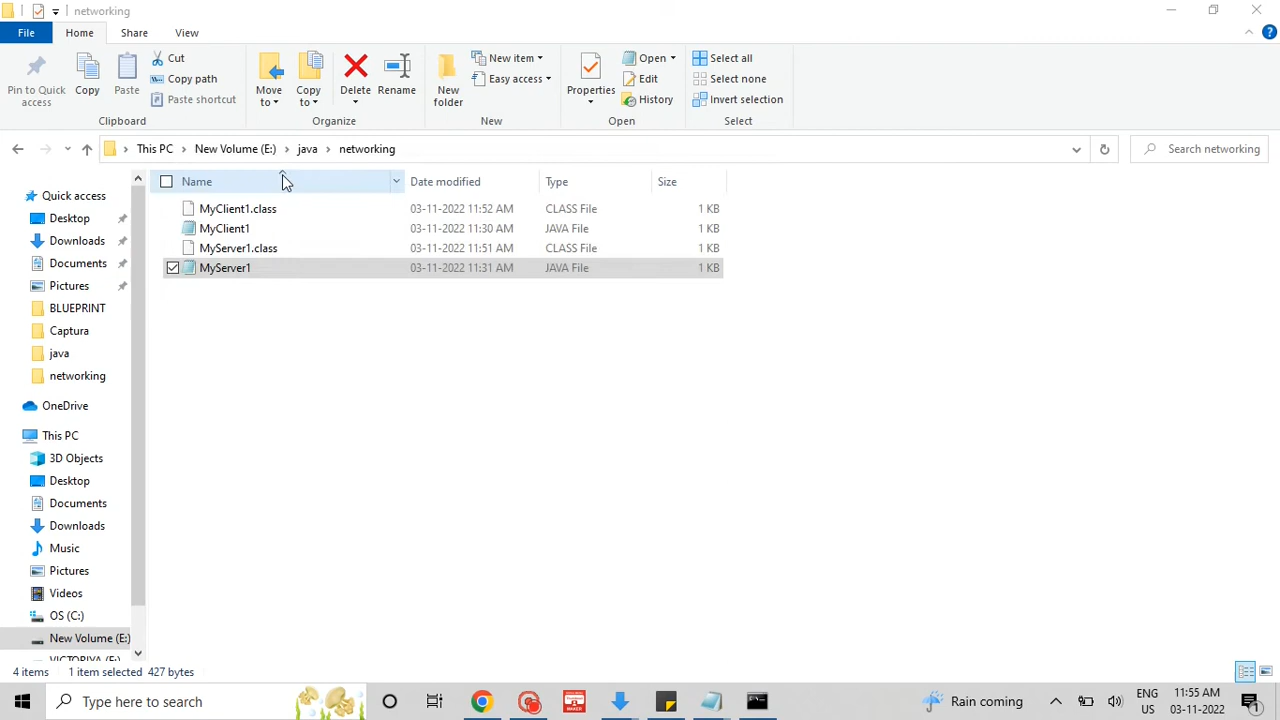 networking
File Home Share View
Pin to Quick access
Copy
Paste
Cut
Copy path
Paste shortcut
Clipboard
Move to
Copy to
Delete
Rename
Organize
New folder
New item
Easy access
New
Properties
Open
Edit
History
Open
Select all
Select none
Invert selection
Select
This PC New Volume (E:) java networking
Search networking
Name Date modified Type Size
MyClient1.class 03-11-2022 11:52 AM CLASS File 1 KB
MyClient1 03-11-2022 11:30 AM JAVA File 1 KB
MyServer1.class 03-11-2022 11:51 AM CLASS File 1 KB
MyServer1 03-11-2022 11:31 AM JAVA File 1 KB
Quick access
Desktop
Downloads
Documents
Pictures
BLUEPRINT
Captura
java
networking
OneDrive
This PC
3D Objects
Desktop
Documents
Downloads
Music
Pictures
Videos
OS (C:)
New Volume (E:)
4 items 1 item selected 427 bytes
Type here to search
Rain coming
ENG
US
11:55 AM
03-11-2022
1